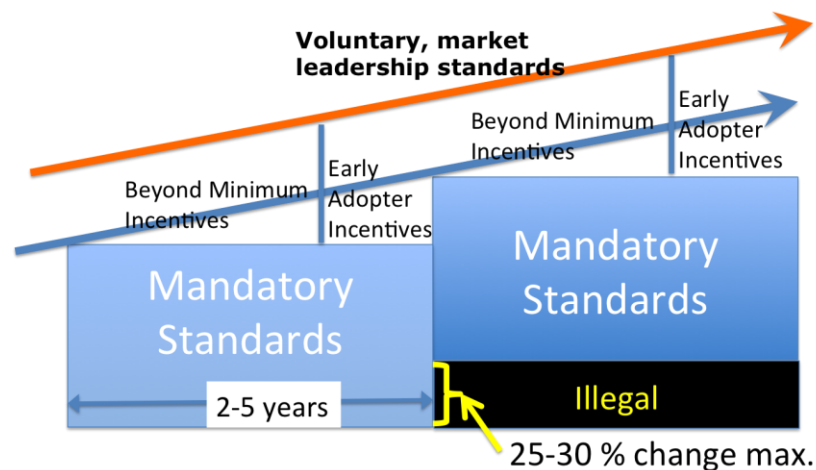 Voluntary, market
leadership standards
Early
Adopter
Incentives
Beyond Minimum
Incentives
Beyond Minimum
Incentives
Early
Adopter
Incentives
Mandatory
Standards
Mandatory
Standards
2-5 years
Illegal
25-30 % change max.